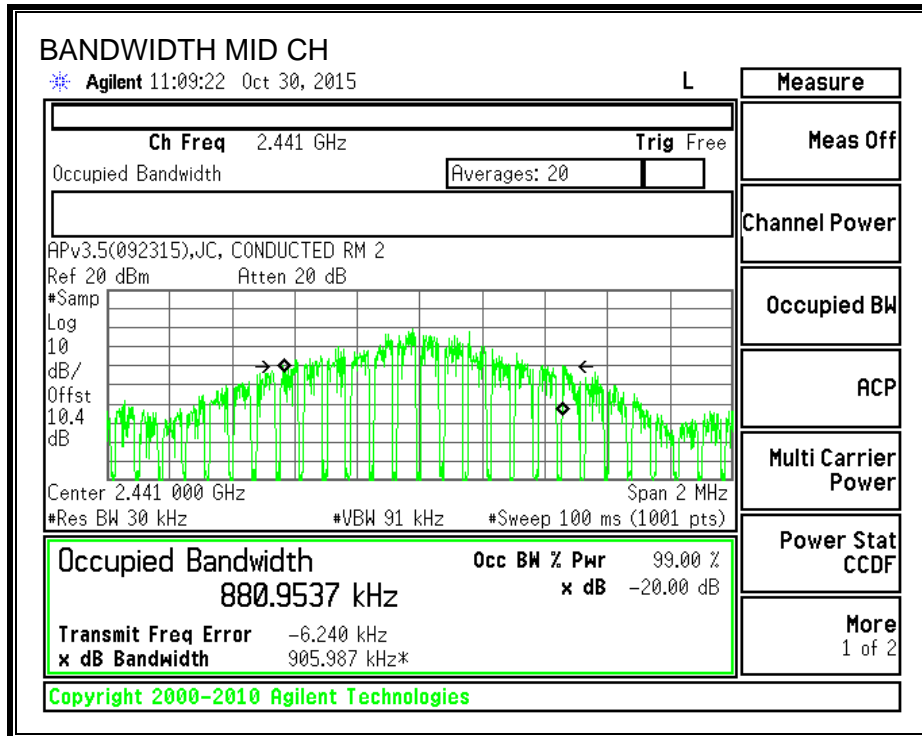 BANDWIDTH MID CH
Agilent 11:09:22 Oct 30, 2015 L
Measure
Ch Freq 2.441 GHz Trig Free
Meas Off
Occupied Bandwidth Averages: 20
Channel Power
APv3.5(092315),JC, CONDUCTED RM 2
Ref 20 dBm Atten 20 dB
#Samp
Log
10
dB/
Offst
10.4
dB
Occupied BW
ACP
Multi Carrier
Power
Center 2.441 000 GHz Span 2 MHz
#Res BW 30 kHz #VBW 91 kHz #Sweep 100 ms (1001 pts)
Power Stat
CCDF
Occupied Bandwidth Occ BW % Pwr 99.00 %
880.9537 kHz x dB -20.00 dB
Transmit Freq Error -6.240 kHz
x dB Bandwidth 905.987 kHz*
More
1 of 2
Copyright 2000-2010 Agilent Technologies